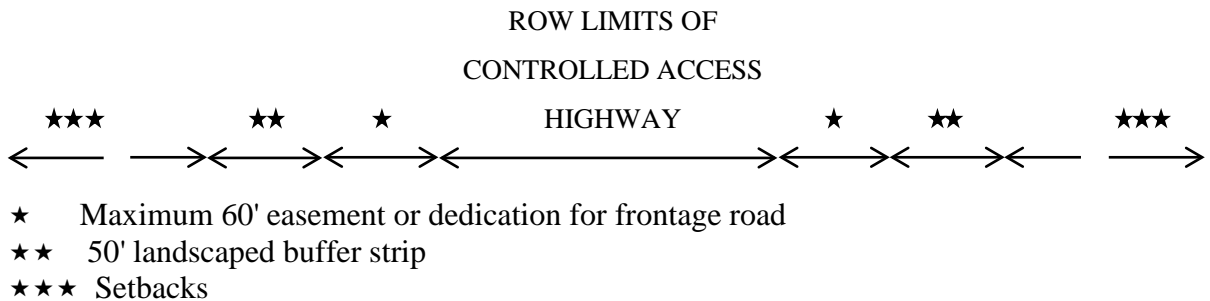 ROW LIMITS OF
CONTROLLED ACCESS
★★★ ★★ ★ HIGHWAY ★ ★★ ★★★
★ Maximum 60' easement or dedication for frontage road
★★ 50' landscaped buffer strip
★★★ Setbacks